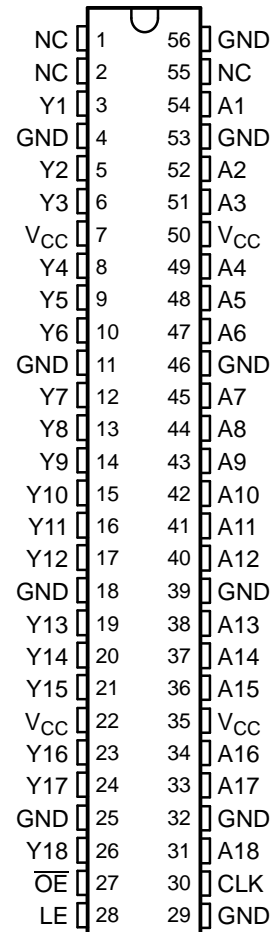 NC 1 56 GND
NC 2 55 NC
Y1 3 54 A1
GND 4 53 GND
Y2 5 52 A2
Y3 6 51 A3
VCC 7 50 VCC
Y4 8 49 A4
Y5 9 48 A5
Y6 10 47 A6
GND 11 46 GND
Y7 12 45 A7
Y8 13 44 A8
Y9 14 43 A9
Y10 15 42 A10
Y11 16 41 A11
Y12 17 40 A12
GND 18 39 GND
Y13 19 38 A13
Y14 20 37 A14
Y15 21 36 A15
VCC 22 35 VCC
Y16 23 34 A16
Y17 24 33 A17
GND 25 32 GND
Y18 26 31 A18
O̅E̅ 27 30 CLK
LE 28 29 GND